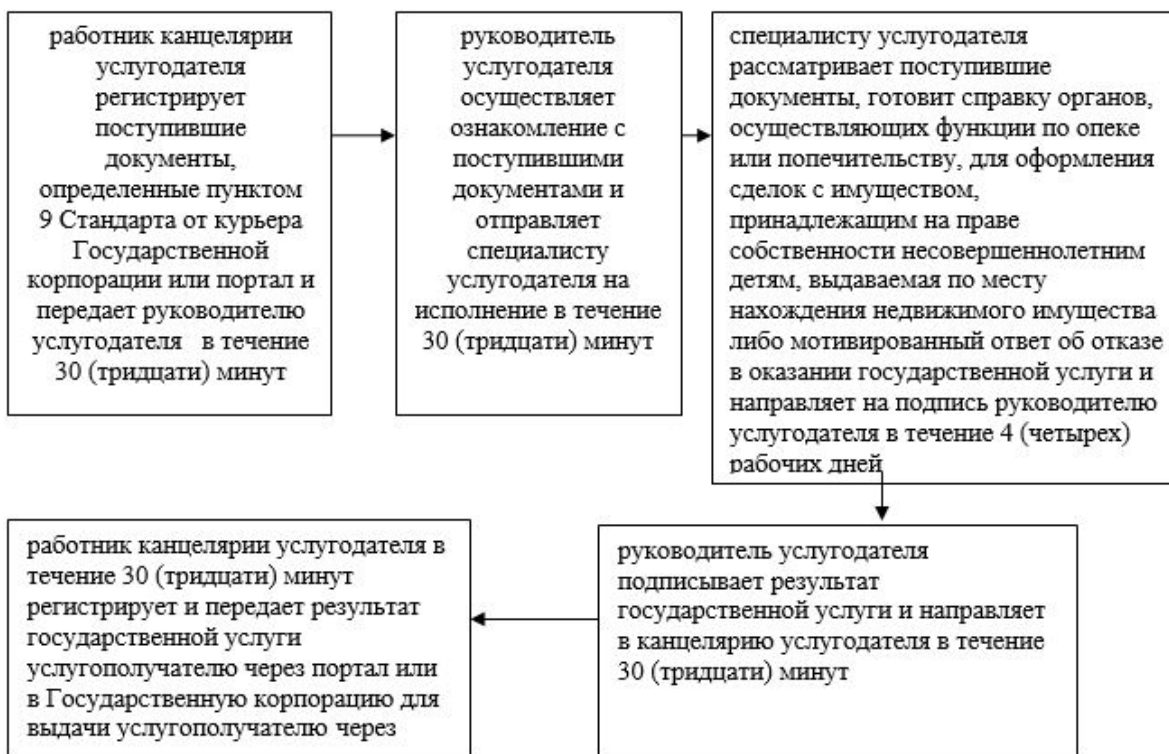 работник канцелярии
услугодателя
регистрирует
поступившие
документы,
определенные пунктом
9 Стандарта от курьера
Государственной
корпорации или портал и
передает руководителю
услугодателя в течение
30 (тридцати) минут
руководитель
услугодателя
осуществляет
ознакомление с
поступившими
документами и
отправляет
специалисту
услугодателя на
исполнение в течение
30 (тридцати) минут
специалисту услугодателя
рассматривает поступившие
документы, готовит справку органов,
осуществляющих функции по опеке
или попечительству, для оформления
сделок с имуществом,
принадлежащим на праве
собственности несовершеннолетним
детям, выдаваемая по месту
нахождения недвижимого имущества
либо мотивированный ответ об отказе
в оказании государственной услуги и
направляет на подпись руководителю
услугодателя в течение 4 (четырех)
рабочих дней
руководитель услугодателя
подписывает результат
государственной услуги и направляет
в канцелярию услугодателя в течение
30 (тридцати) минут
работник канцелярии услугодателя в
течение 30 (тридцати) минут
регистрирует и передает результат
государственной услуги
услугополучателю через портал или
в Государственную корпорацию для
выдачи услугополучателю через